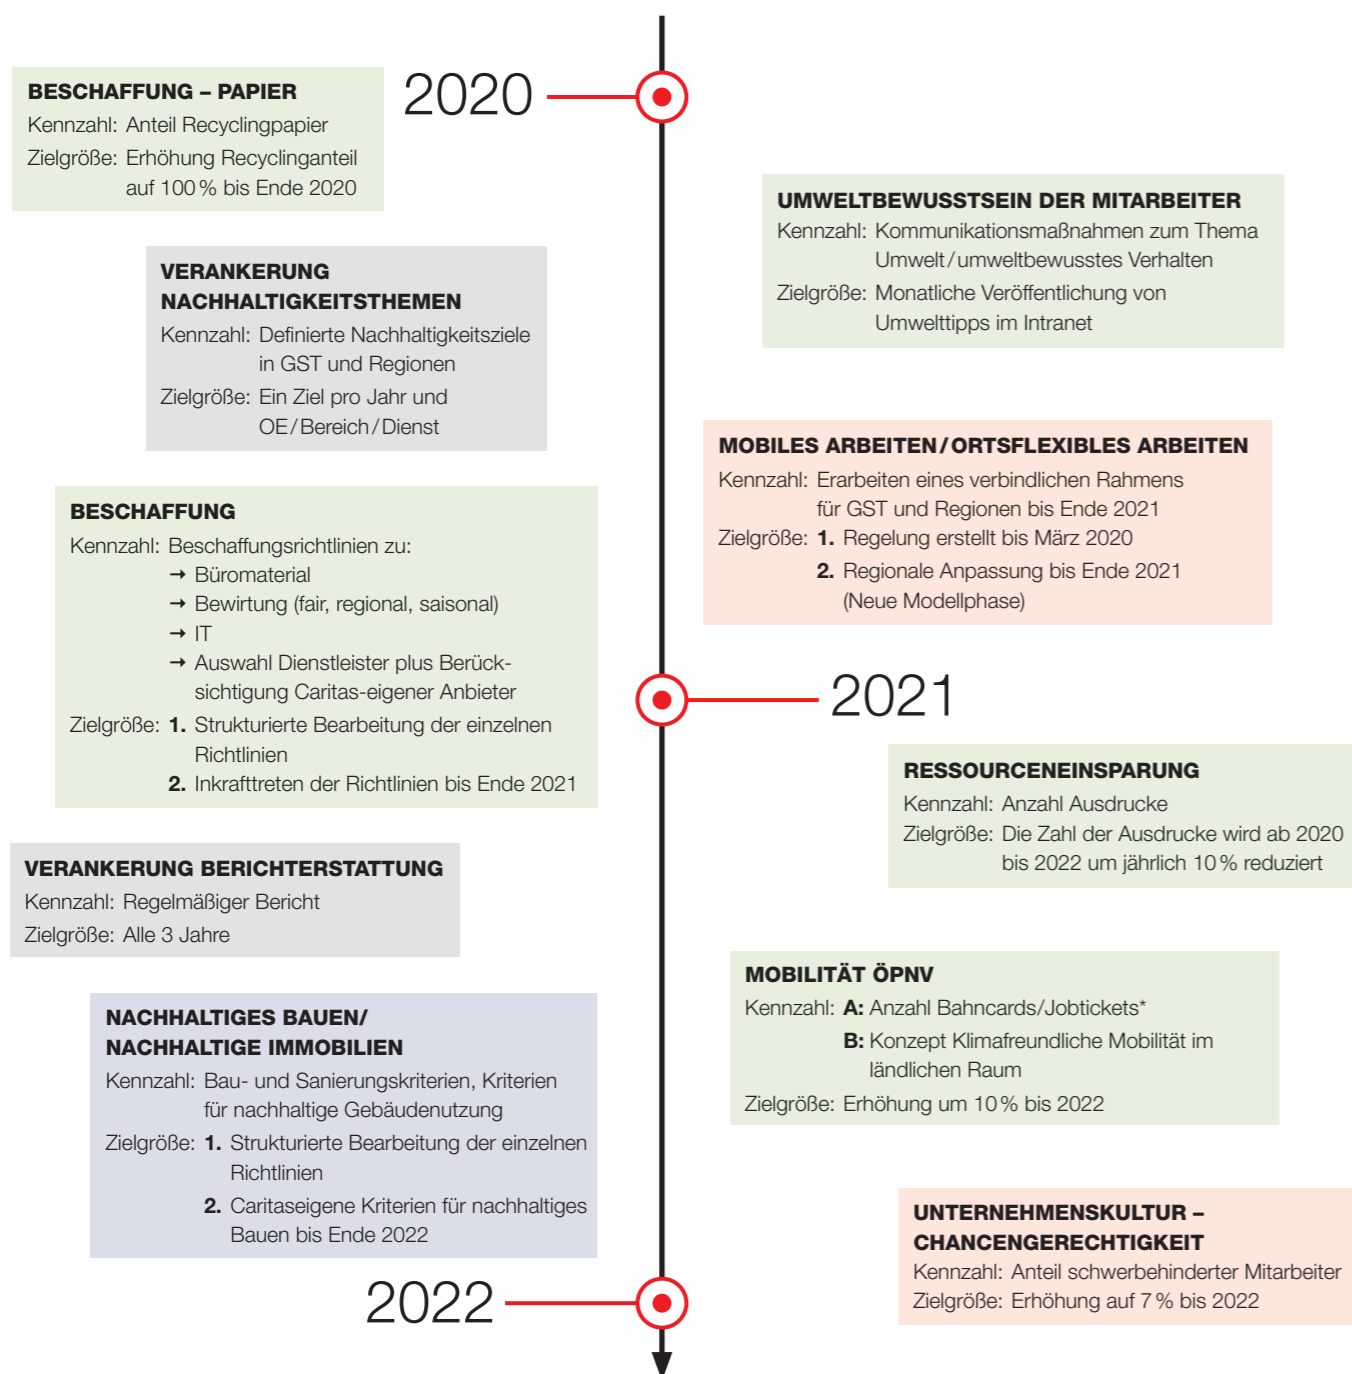 2020
BESCHAFFUNG – PAPIER
Kennzahl: Anteil Recyclingpapier
Zielgröße: Erhöhung Recyclinganteil
auf 100 % bis Ende 2020
UMWELTBEWUSSTSEIN DER MITARBEITER
Kennzahl: Kommunikationsmaßnahmen zum Thema
Umwelt/umweltbewusstes Verhalten
Zielgröße: Monatliche Veröffentlichung von
Umwelttipps im Intranet
VERANKERUNG
NACHHALTIGKEITSTHEMEN
Kennzahl: Definierte Nachhaltigkeitsziele
in GST und Regionen
Zielgröße: Ein Ziel pro Jahr und
OE/Bereich/Dienst
MOBILES ARBEITEN/ORTSFLEXIBLES ARBEITEN
Kennzahl: Erarbeiten eines verbindlichen Rahmens
für GST und Regionen bis Ende 2021
Zielgröße: 1. Regelung erstellt bis März 2020
2. Regionale Anpassung bis Ende 2021
(Neue Modellphase)
BESCHAFFUNG
Kennzahl: Beschaffungsrichtlinien zu:
→ Büromaterial
→ Bewirtung (fair, regional, saisonal)
→ IT
→ Auswahl Dienstleister plus Berück-
sichtigung Caritas-eigener Anbieter
Zielgröße: 1. Strukturierte Bearbeitung der einzelnen
Richtlinien
2. Inkrafttreten der Richtlinien bis Ende 2021
2021
RESSOURCENEINSPARUNG
Kennzahl: Anzahl Ausdrucke
Zielgröße: Die Zahl der Ausdrucke wird ab 2020
bis 2022 um jährlich 10 % reduziert
VERANKERUNG BERICHTERSTATTUNG
Kennzahl: Regelmäßiger Bericht
Zielgröße: Alle 3 Jahre
MOBILITÄT ÖPNV
Kennzahl: A: Anzahl Bahncards/Jobtickets*
B: Konzept Klimafreundliche Mobilität im
ländlichen Raum
Zielgröße: Erhöhung um 10 % bis 2022
NACHHALTIGES BAUEN/
NACHHALTIGE IMMOBILIEN
Kennzahl: Bau- und Sanierungskriterien, Kriterien
für nachhaltige Gebäudenutzung
Zielgröße: 1. Strukturierte Bearbeitung der einzelnen
Richtlinien
2. Caritaseigene Kriterien für nachhaltiges
Bauen bis Ende 2022
UNTERNEHMENSKULTUR –
CHANCENGERECHTIGKEIT
Kennzahl: Anteil schwerbehinderter Mitarbeiter
Zielgröße: Erhöhung auf 7 % bis 2022
2022